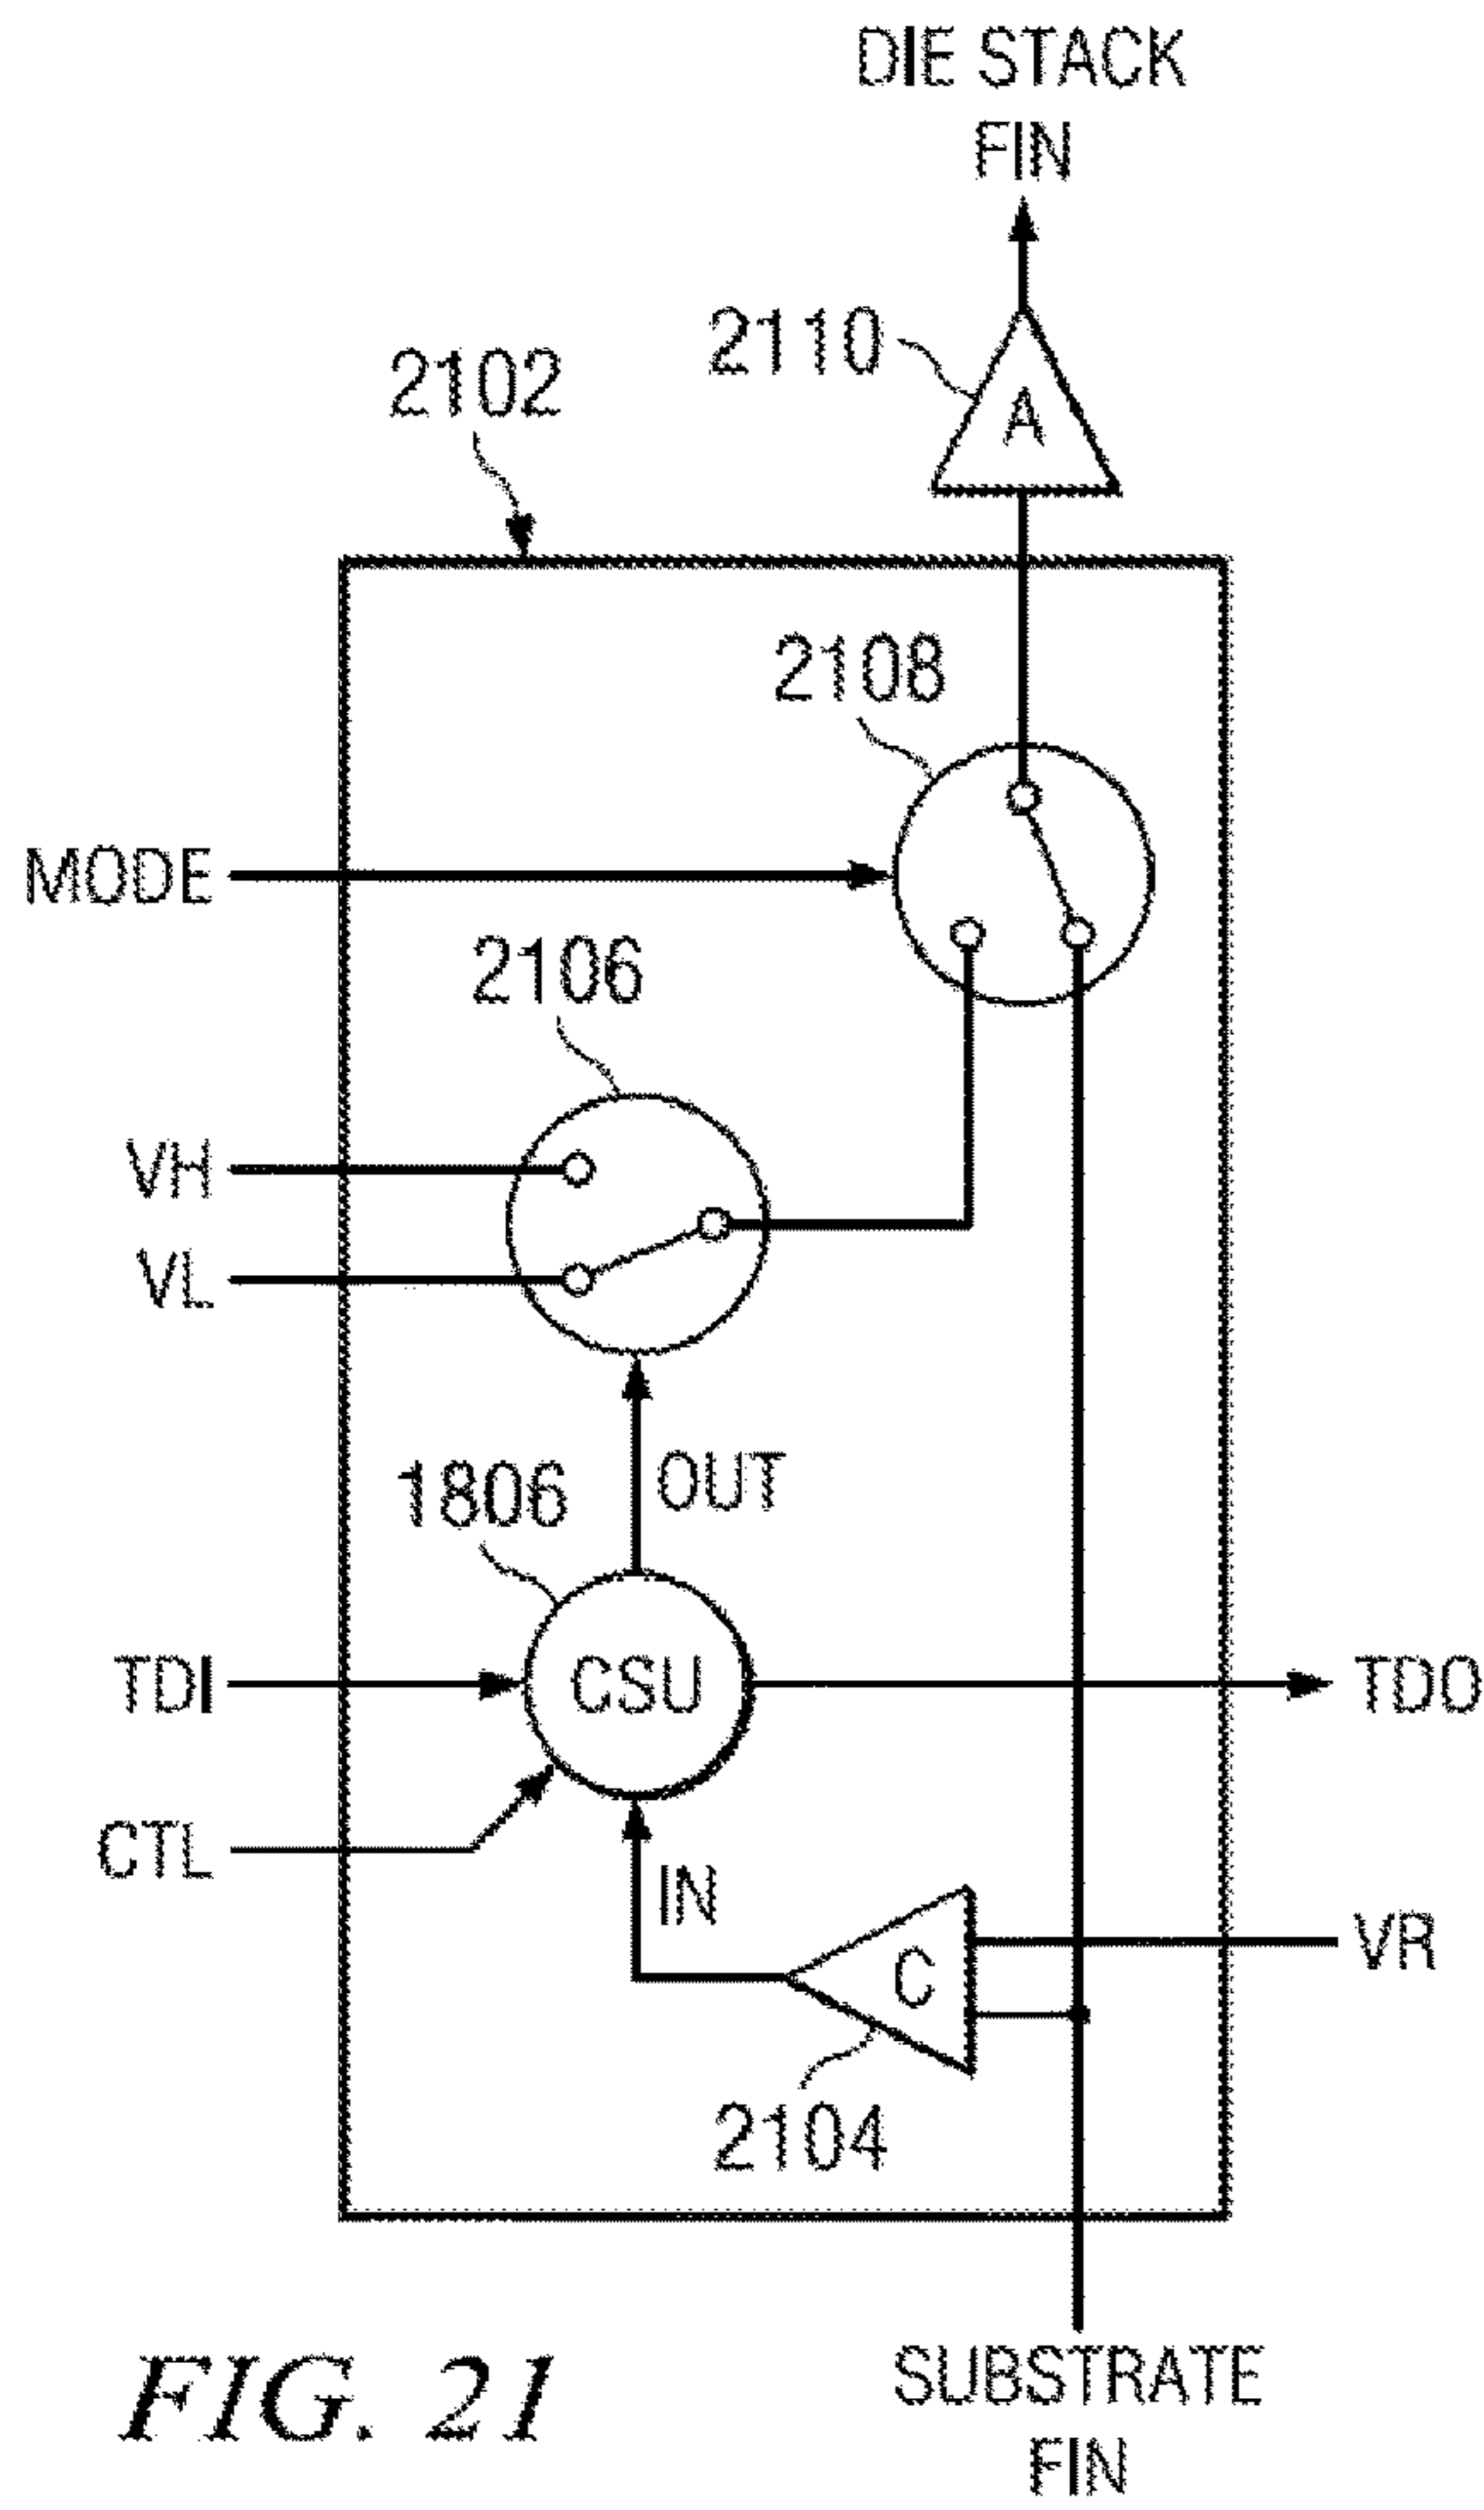 DIE STACK
FIN
2110
A
2102
2108
MODE
2106
VH
VL
1806
OUT
TDI
CSU
TDO
CTL
IN
C
VR
2104
SUBSTRATE
FIN
FIG. 21